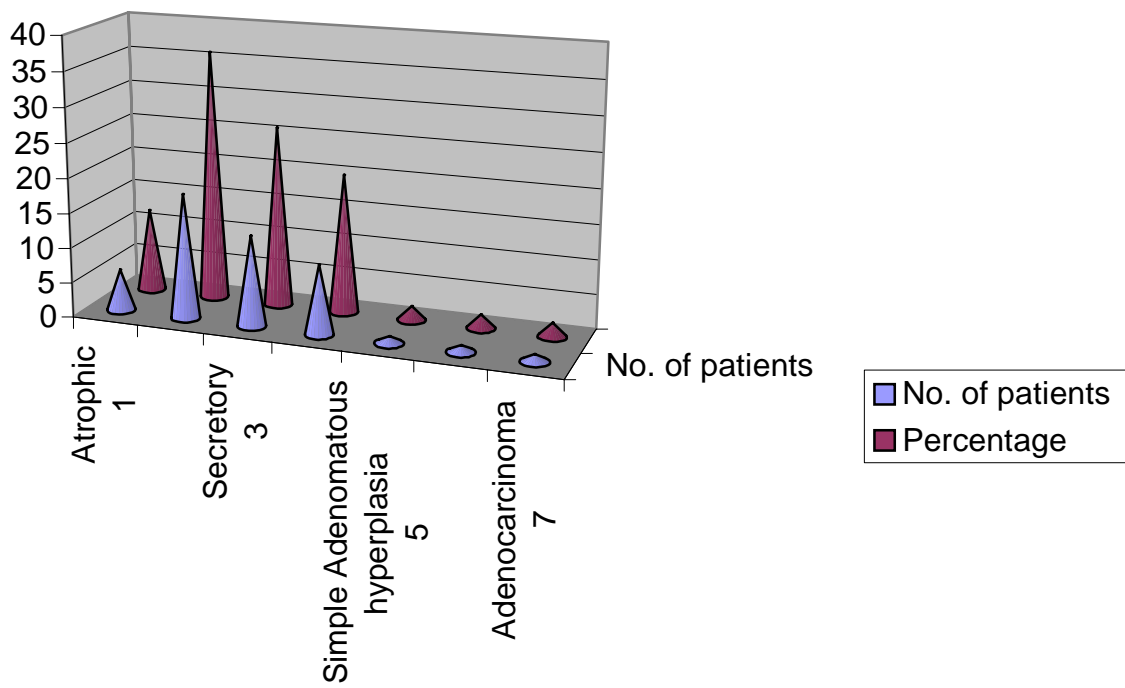 40
35
30
25
20
15
10
5
0
Atrophic
1
Secretory
3
Simple Adenomatous
hyperplasia
5
Adenocarcinoma
7
No. of patients
No. of patients
Percentage